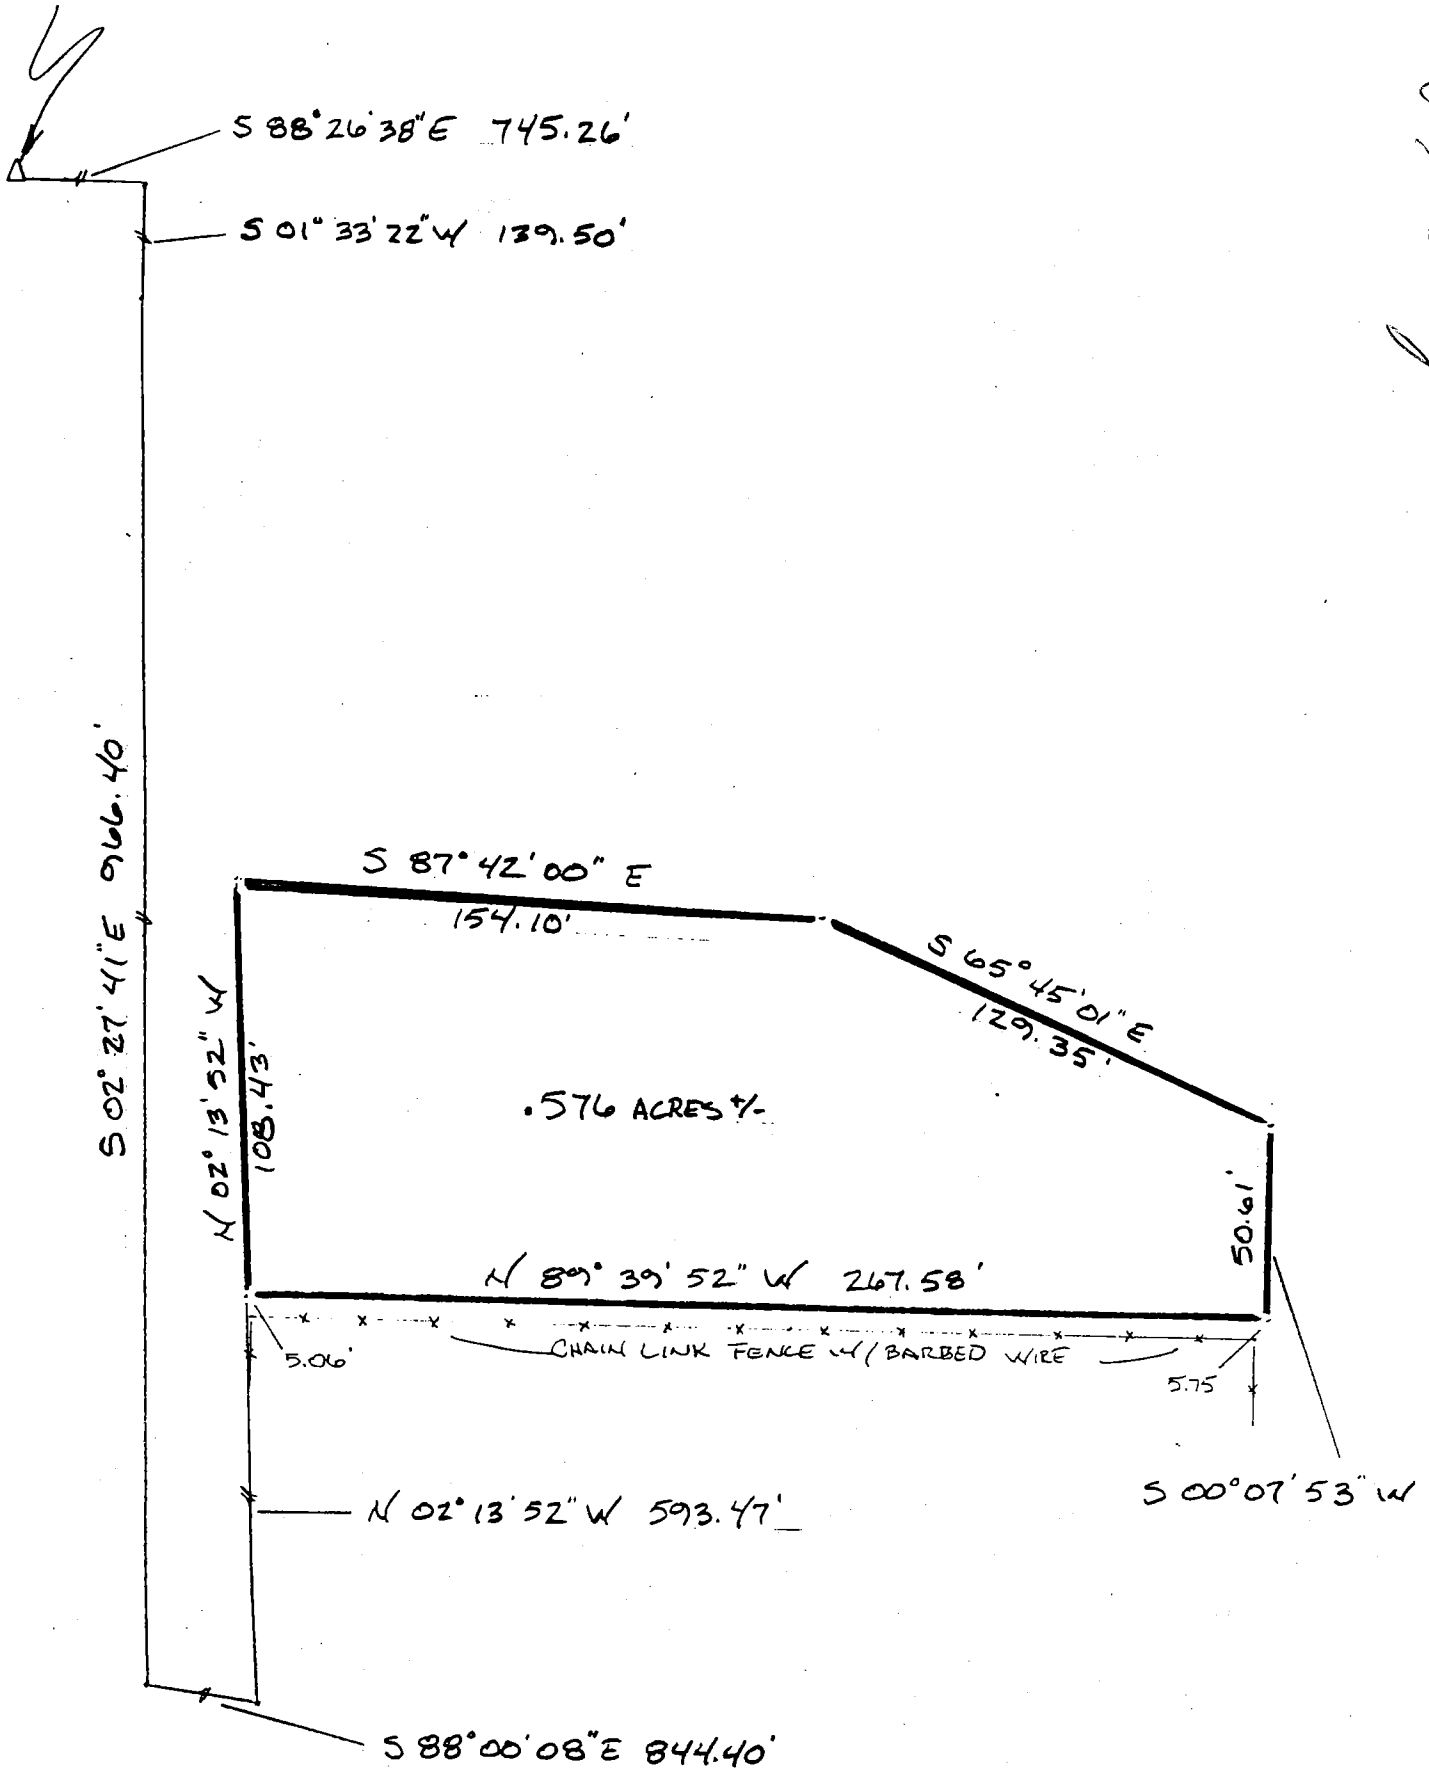 S 88°26'38"E 745.26'
S 01°33'22"W 139.50'
S 02°27'41"E 966.40'
S 87°42'00" E
154.10'
S 65°45'01" E
129.35'
N 02°13'52" W
108.43'
.576 ACRES +/-
50.61'
N 89°39'52" W 267.58'
5.06'
CHAIN LINK FENCE W/ BARBED WIRE
5.75
S 00°07'53" W
N 02°13'52" W 593.47'
S 88°00'08"E 844.40'